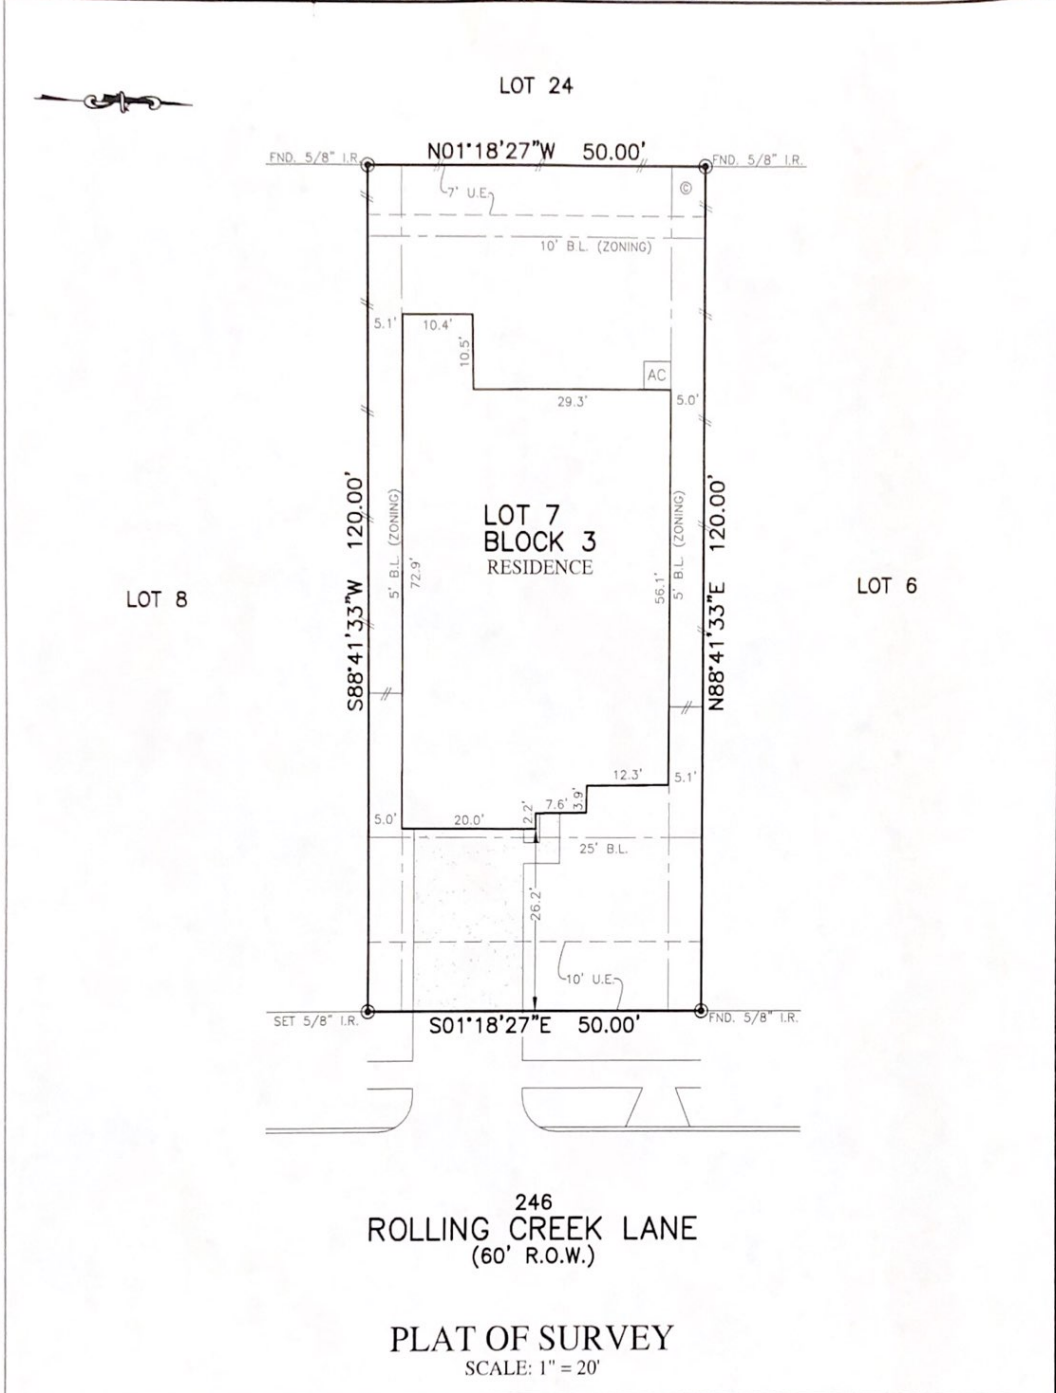 LOT 24
N01°18'27"W 50.00'
FND. 5/8" I.R.
FND. 5/8" I.R.
©
7' U.E.
10' B.L. (ZONING)
5.1'
10.4'
10.5'
AC
29.3'
5.0'
S88°41'33"W 120.00'
5' B.L. (ZONING)
72.9'
LOT 7
BLOCK 3
RESIDENCE
56.1'
5' B.L. (ZONING)
N88°41'33"E 120.00'
LOT 8
LOT 6
12.3'
5.1'
3.9'
7.6'
2.2'
5.0'
20.0'
25' B.L.
26.2'
10' U.E.
SET 5/8" I.R.
S01°18'27"E 50.00'
FND. 5/8" I.R.
246
ROLLING CREEK LANE
(60' R.O.W.)
PLAT OF SURVEY
SCALE: 1" = 20'